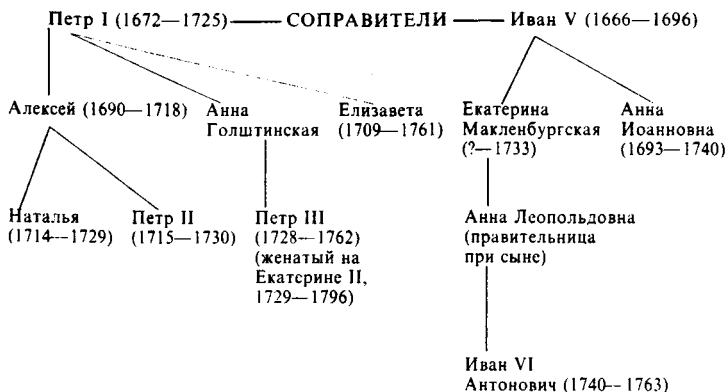 Петр I (1672—1725) — СОПРАВИТЕЛИ — Иван V (1666—1696)
Алексей (1690—1718)
Анна
Голштинская
Елизавета
(1709—1761)
Екатерина
Макленбургская
(?—1733)
Анна
Иоанновна
(1693—1740)
Наталья
(1714—1729)
Петр II
(1715—1730)
Петр III
(1728—1762)
(женатый на
Екатерине II,
1729—1796)
Анна Леопольдовна
(правительница
при сыне)
Иван VI
Антонович (1740—1763)